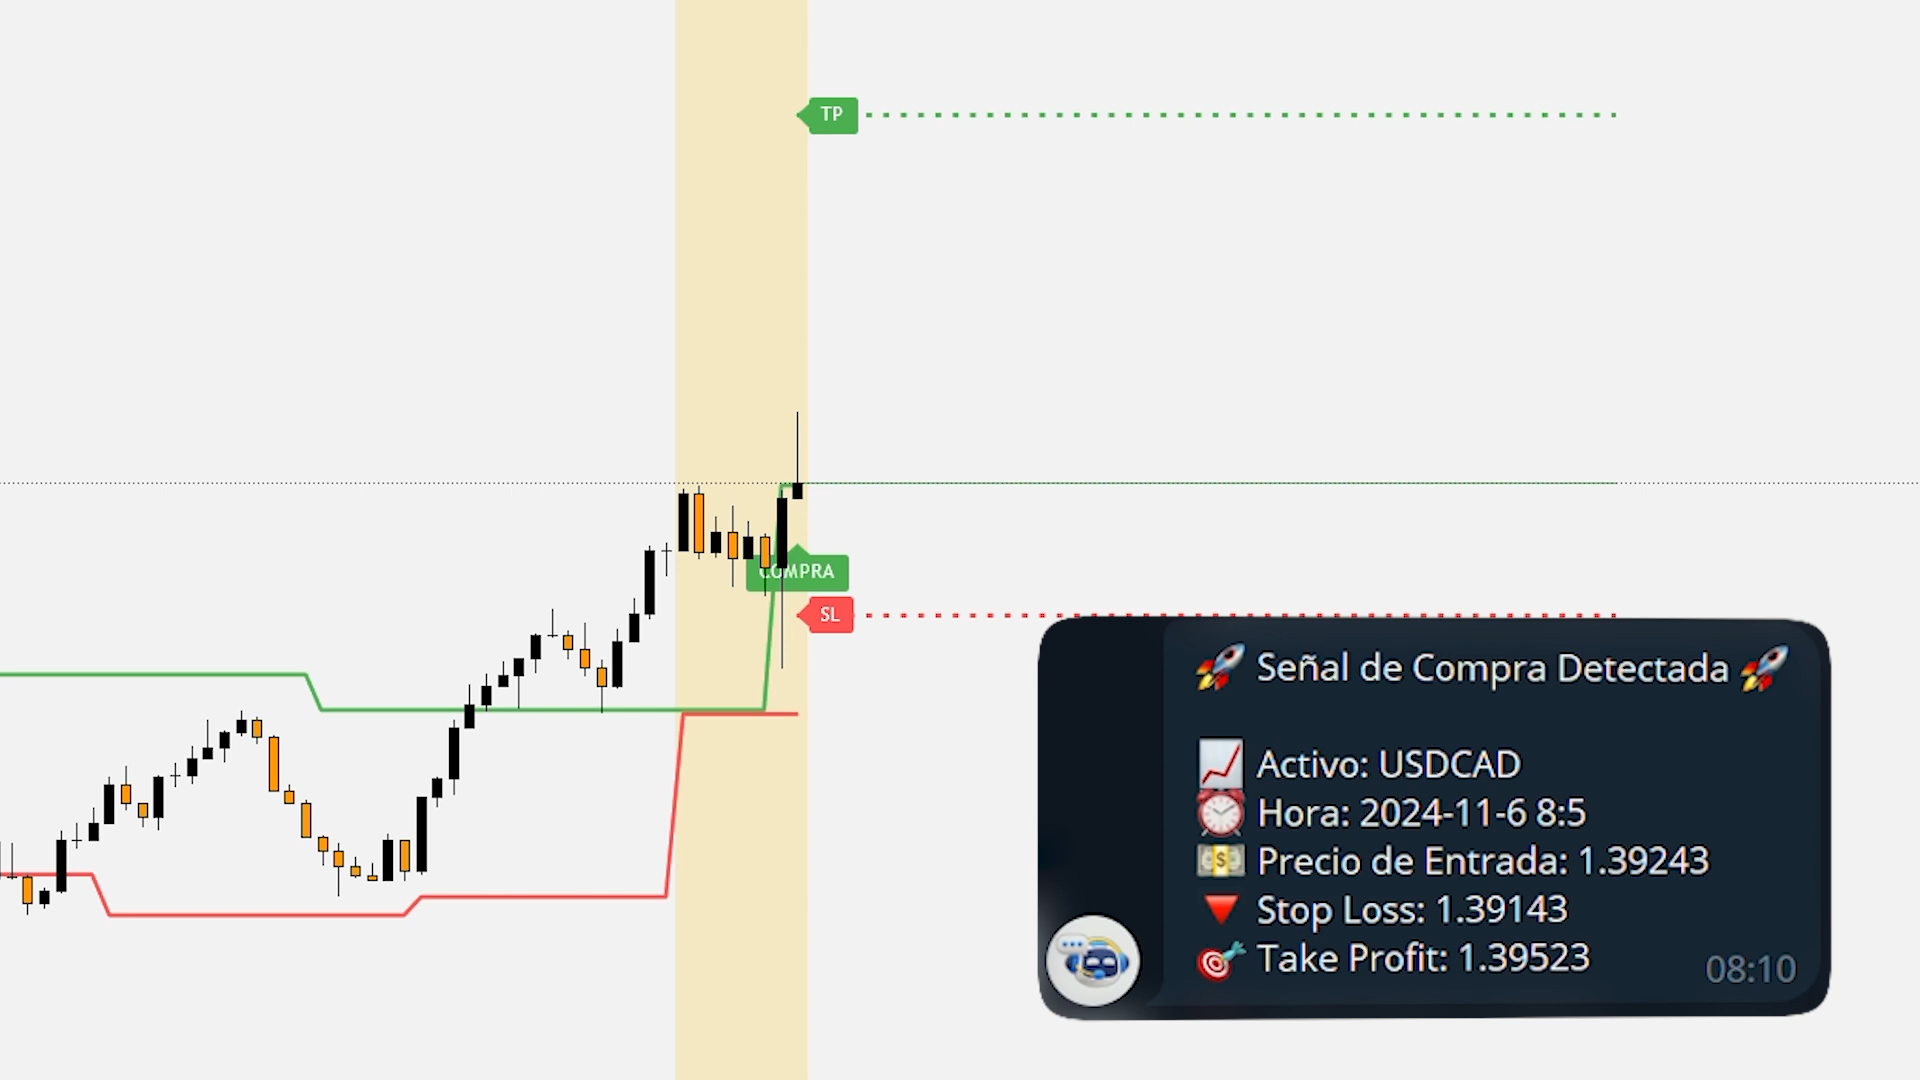 TP
COMPRA
SL
🚀 Señal de Compra Detectada 🚀
📈 Activo: USDCAD
⏰ Hora: 2024-11-6 8:5
💵 Precio de Entrada: 1.39243
🔻 Stop Loss: 1.39143
🎯 Take Profit: 1.39523
08:10